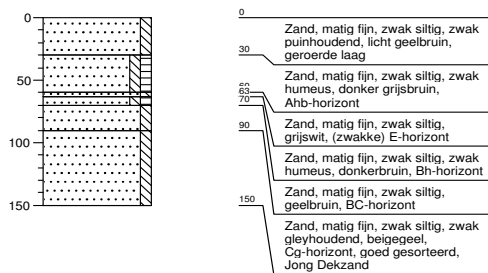 0
50
100
150
0
30
60
63
70
90
150
Zand, matig fijn, zwak siltig, zwak
puinhoudend, licht geelbruin,
geroerde laag
Zand, matig fijn, zwak siltig, zwak
humeus, donker grijsbruin,
Ahb-horizont
Zand, matig fijn, zwak siltig,
grijswit, (zwakke) E-horizont
Zand, matig fijn, zwak siltig, zwak
humeus, donkerbruin, Bh-horizont
Zand, matig fijn, zwak siltig,
geelbruin, BC-horizont
Zand, matig fijn, zwak siltig, zwak
gleyhoudend, beigegeel,
Cg-horizont, goed gesorteerd,
Jong Dekzand